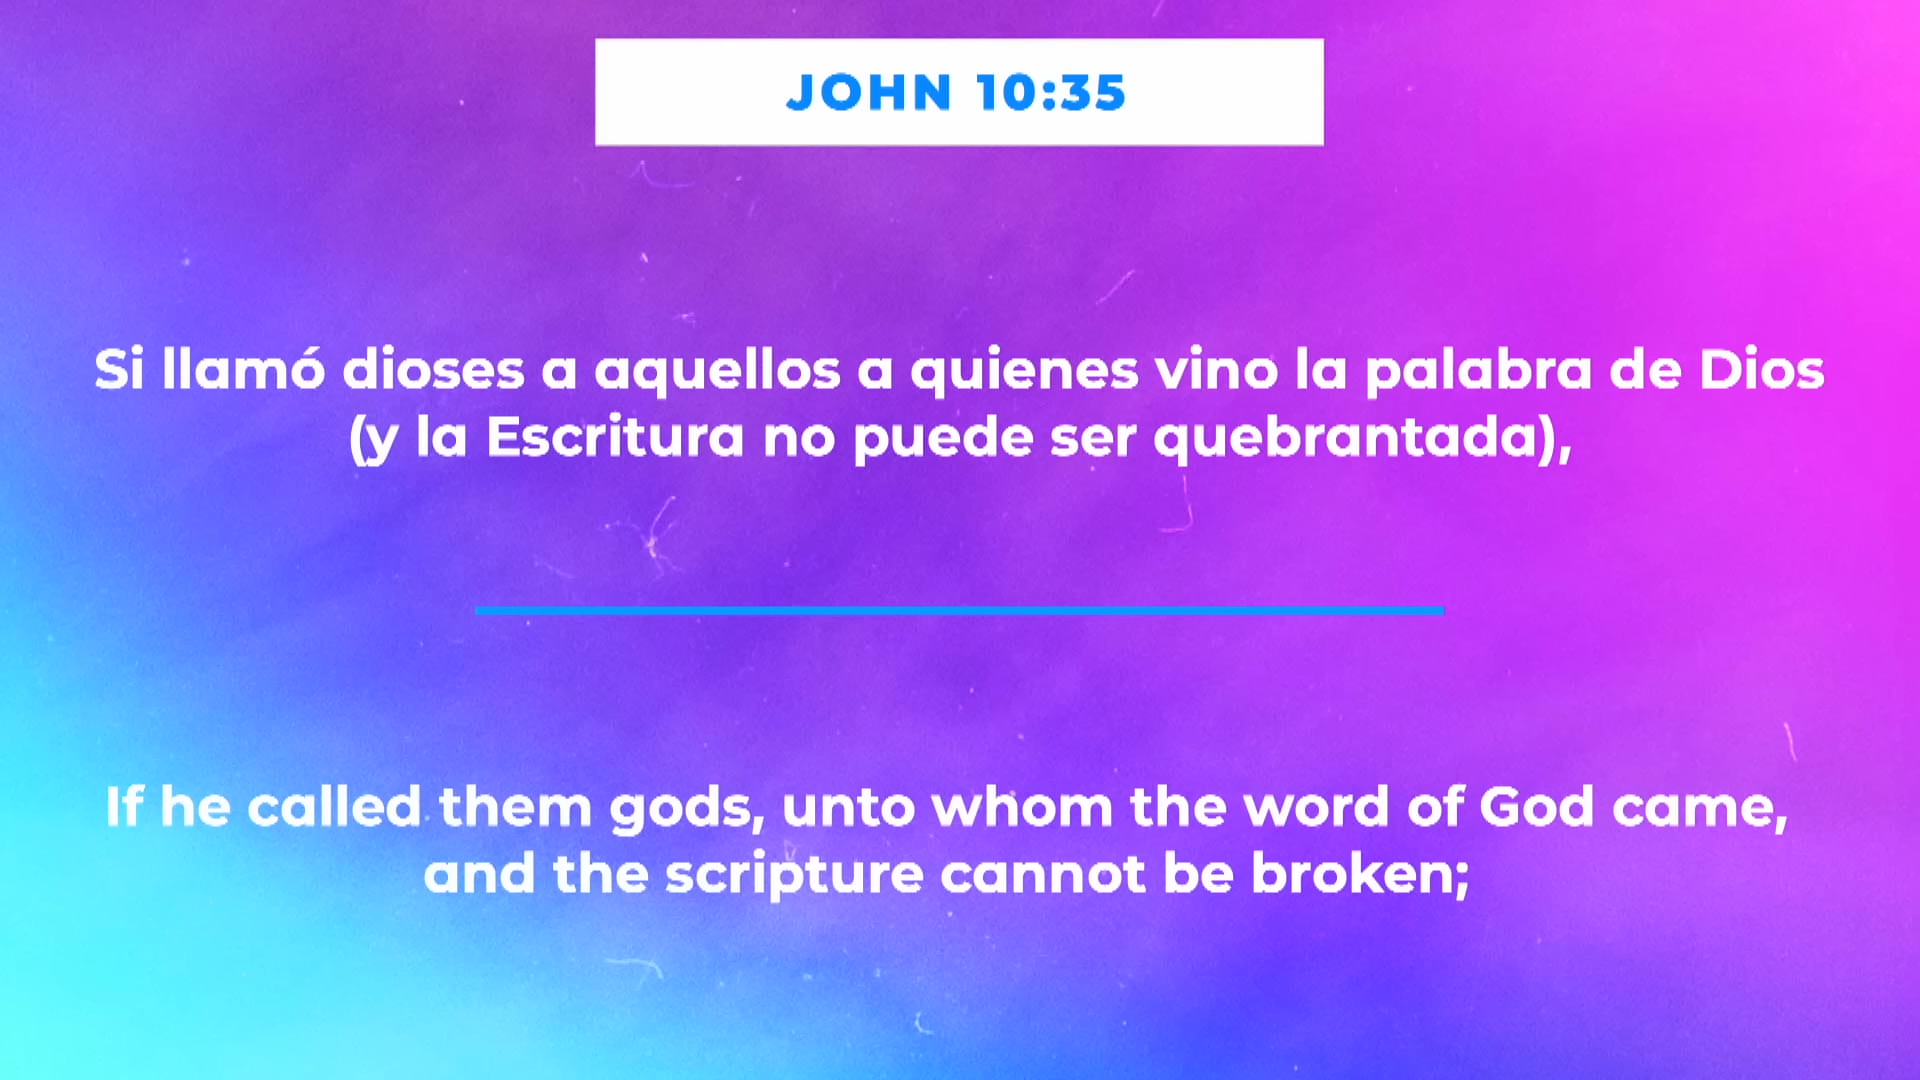 JOHN 10:35
Si llamó dioses a aquellos a quienes vino la palabra de Dios
(y la Escritura no puede ser quebrantada),
If he called them gods, unto whom the word of God came,
and the scripture cannot be broken;